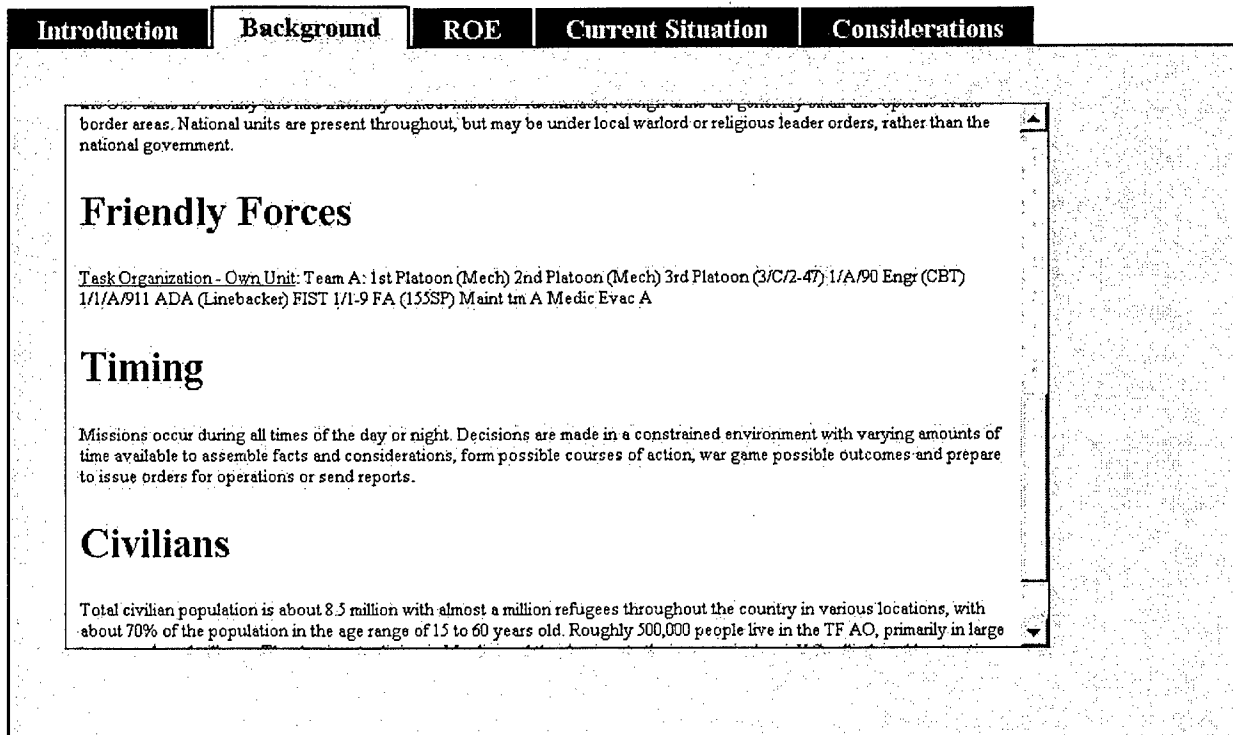 Introduction Background ROE Current Situation Considerations
border areas. National units are present throughout, but may be under local warlord or religious leader orders, rather than the
national government.
Friendly Forces
Task Organization - Own Unit: Team A: 1st Platoon (Mech) 2nd Platoon (Mech) 3rd Platoon (3/C/2-47) 1/A/90 Engr (CBT)
1/1/A/911 ADA (Linebacker) FIST 1/1-9 FA (155SP) Maint tm A Medic Evac A
Timing
Missions occur during all times of the day or night. Decisions are made in a constrained environment with varying amounts of
time available to assemble facts and considerations, form possible courses of action, war game possible outcomes and prepare
to issue orders for operations or send reports.
Civilians
Total civilian population is about 8.5 million with almost a million refugees throughout the country in various locations, with
about 70% of the population in the age range of 15 to 60 years old. Roughly 500,000 people live in the TF AO, primarily in large